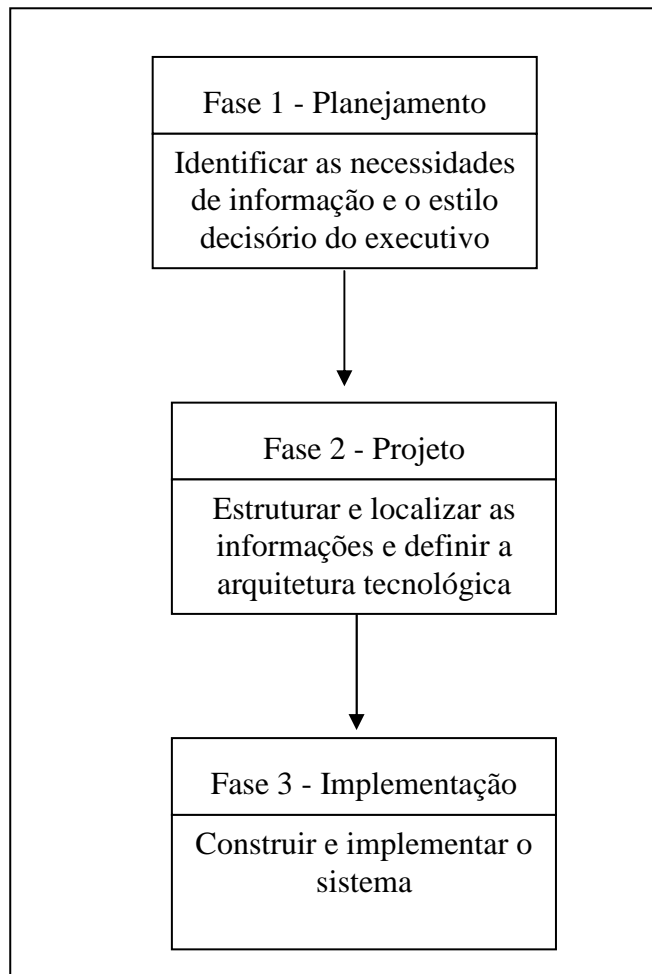 Fase 1 - Planejamento
Identificar as necessidades
de informação e o estilo
decisório do executivo
Fase 2 - Projeto
Estruturar e localizar as
informações e definir a
arquitetura tecnológica
Fase 3 - Implementação
Construir e implementar o
sistema